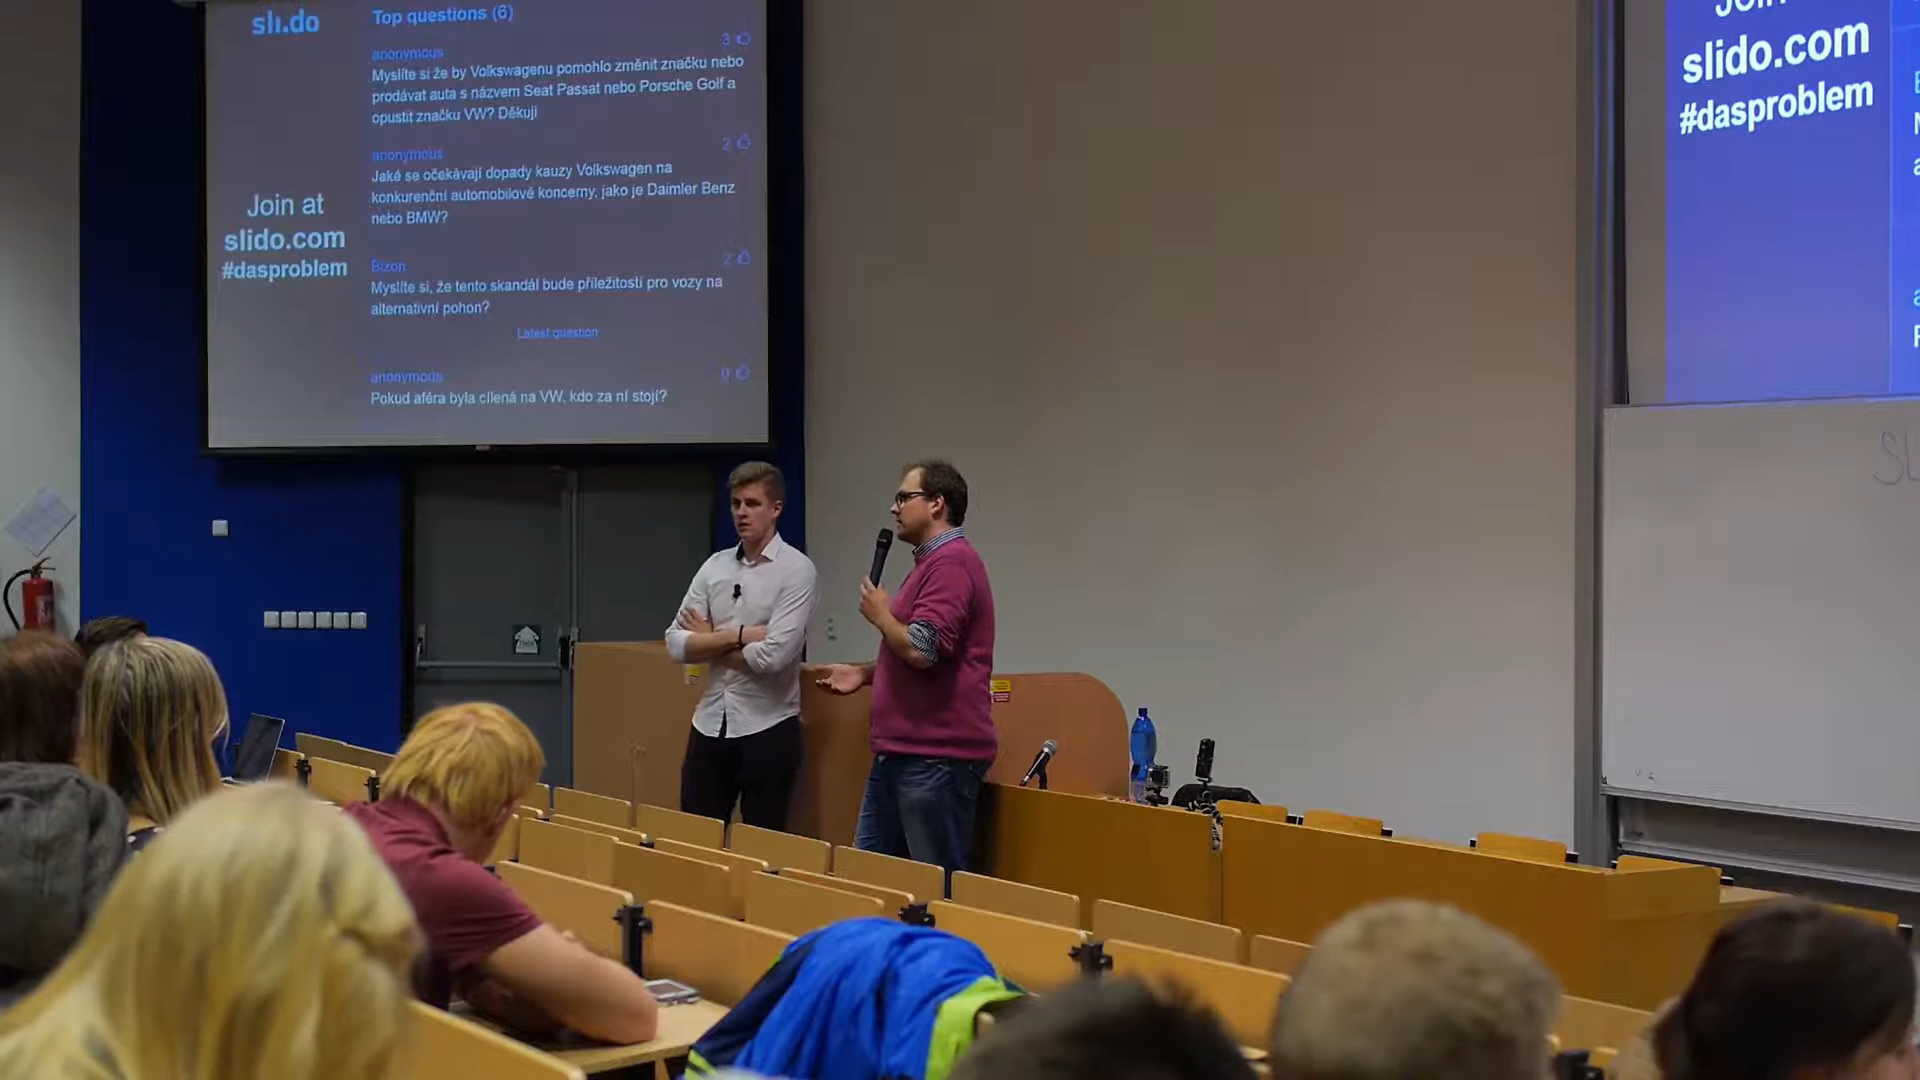 sli.do
Top questions (6)
anonymous
3
Myslíte si že by Volkswagenu pomohlo změnit značku nebo
prodávat auta s názvem Seat Passat nebo Porsche Golf a
opustit značku VW? Děkuji
anonymous
2
Jaké se očekávají dopady kauzy Volkswagen na
konkurenční automobilové koncerny, jako je Daimler Benz
nebo BMW?
Bizon
2
Myslíte si, že tento skandál bude příležitostí pro vozy na
alternativní pohon?
Latest question
anonymous
0
Pokud aféra byla cílená na VW, kdo za ní stojí?
Join at
slido.com
#dasproblem
Join
slido.com
#dasproblem
SL